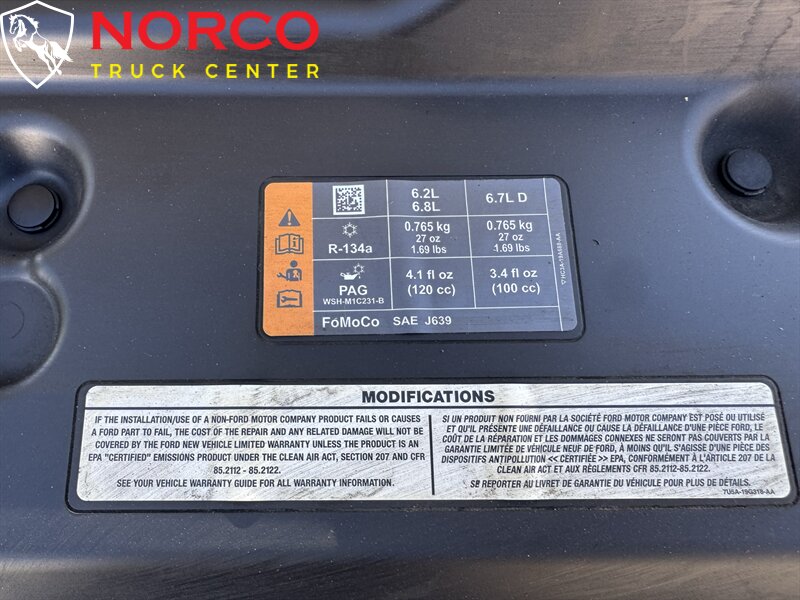 NORCO
TRUCK CENTER
6.2L
6.8L
6.7L D
R-134a
0.765 kg
27 oz
1.69 lbs
0.765 kg
27 oz
1.69 lbs
PAG
WSH-M1C231-B
4.1 fl oz
(120 cc)
3.4 fl oz
(100 cc)
FoMoCo SAE J639
MODIFICATIONS
IF THE INSTALLATION/USE OF A NON-FORD MOTOR COMPANY PRODUCT FAILS OR CAUSES
A FORD PART TO FAIL, THE COST OF THE REPAIR AND ANY RELATED DAMAGE WILL NOT BE
COVERED BY THE FORD NEW VEHICLE LIMITED WARRANTY UNLESS THE PRODUCT IS AN
EPA "CERTIFIED" EMISSIONS PRODUCT UNDER THE CLEAN AIR ACT, SECTION 207 AND CFR
85.2112 - 85.2122.
SEE YOUR VEHICLE WARRANTY GUIDE FOR ALL WARRANTY INFORMATION.
SI UN PRODUIT NON FOURNI PAR LA SOCIÉTÉ FORD MOTOR COMPANY EST POSÉ OU UTILISÉ
ET PRÉSENTE UNE DÉFAILLANCE OU CAUSE LA DÉFAILLANCE D'UNE PIÈCE FORD, LE
COÛT DE LA RÉPARATION ET LES DOMMAGES CONNEXES NE SERONT PAS COUVERTS PAR LA
GARANTIE LIMITÉE DE VÉHICULE NEUF DE FORD, À MOINS QU'IL S'AGISSE D'UNE PIÈCE DES
DISPOSITIFS ANTIPOLLUTION << CERTIFIÉE >> EPA, CONFORMÉMENT À L'ARTICLE 207 DE LA
CLEAN AIR ACT ET AUX RÈGLEMENTS CFR 85.2112-85.2122.
SE REPORTER AU LIVRET DE GARANTIE DU VÉHICULE POUR PLUS DE DÉTAILS.
7U5A-19G318-AA